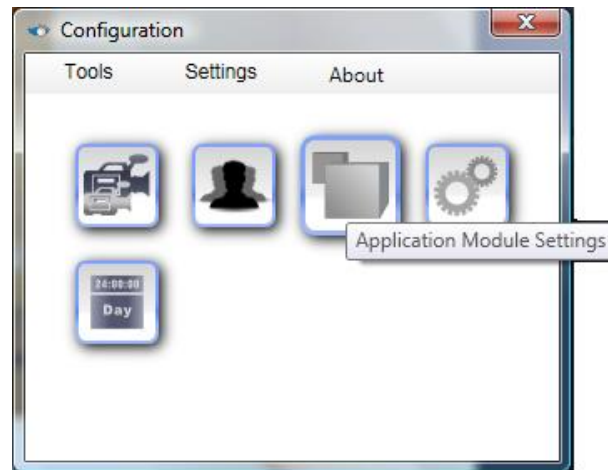 Configuration
Tools Settings About
Application Module Settings
24:00:00
Day